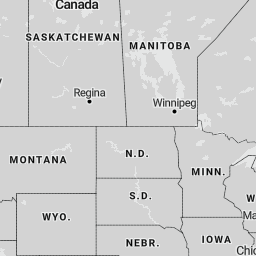 Canada
SASKATCHEWAN
MANITOBA
Regina
Winnipeg
MONTANA
N.D.
MINN.
S.D.
WYO.
Ma
NEBR.
IOWA
Chic